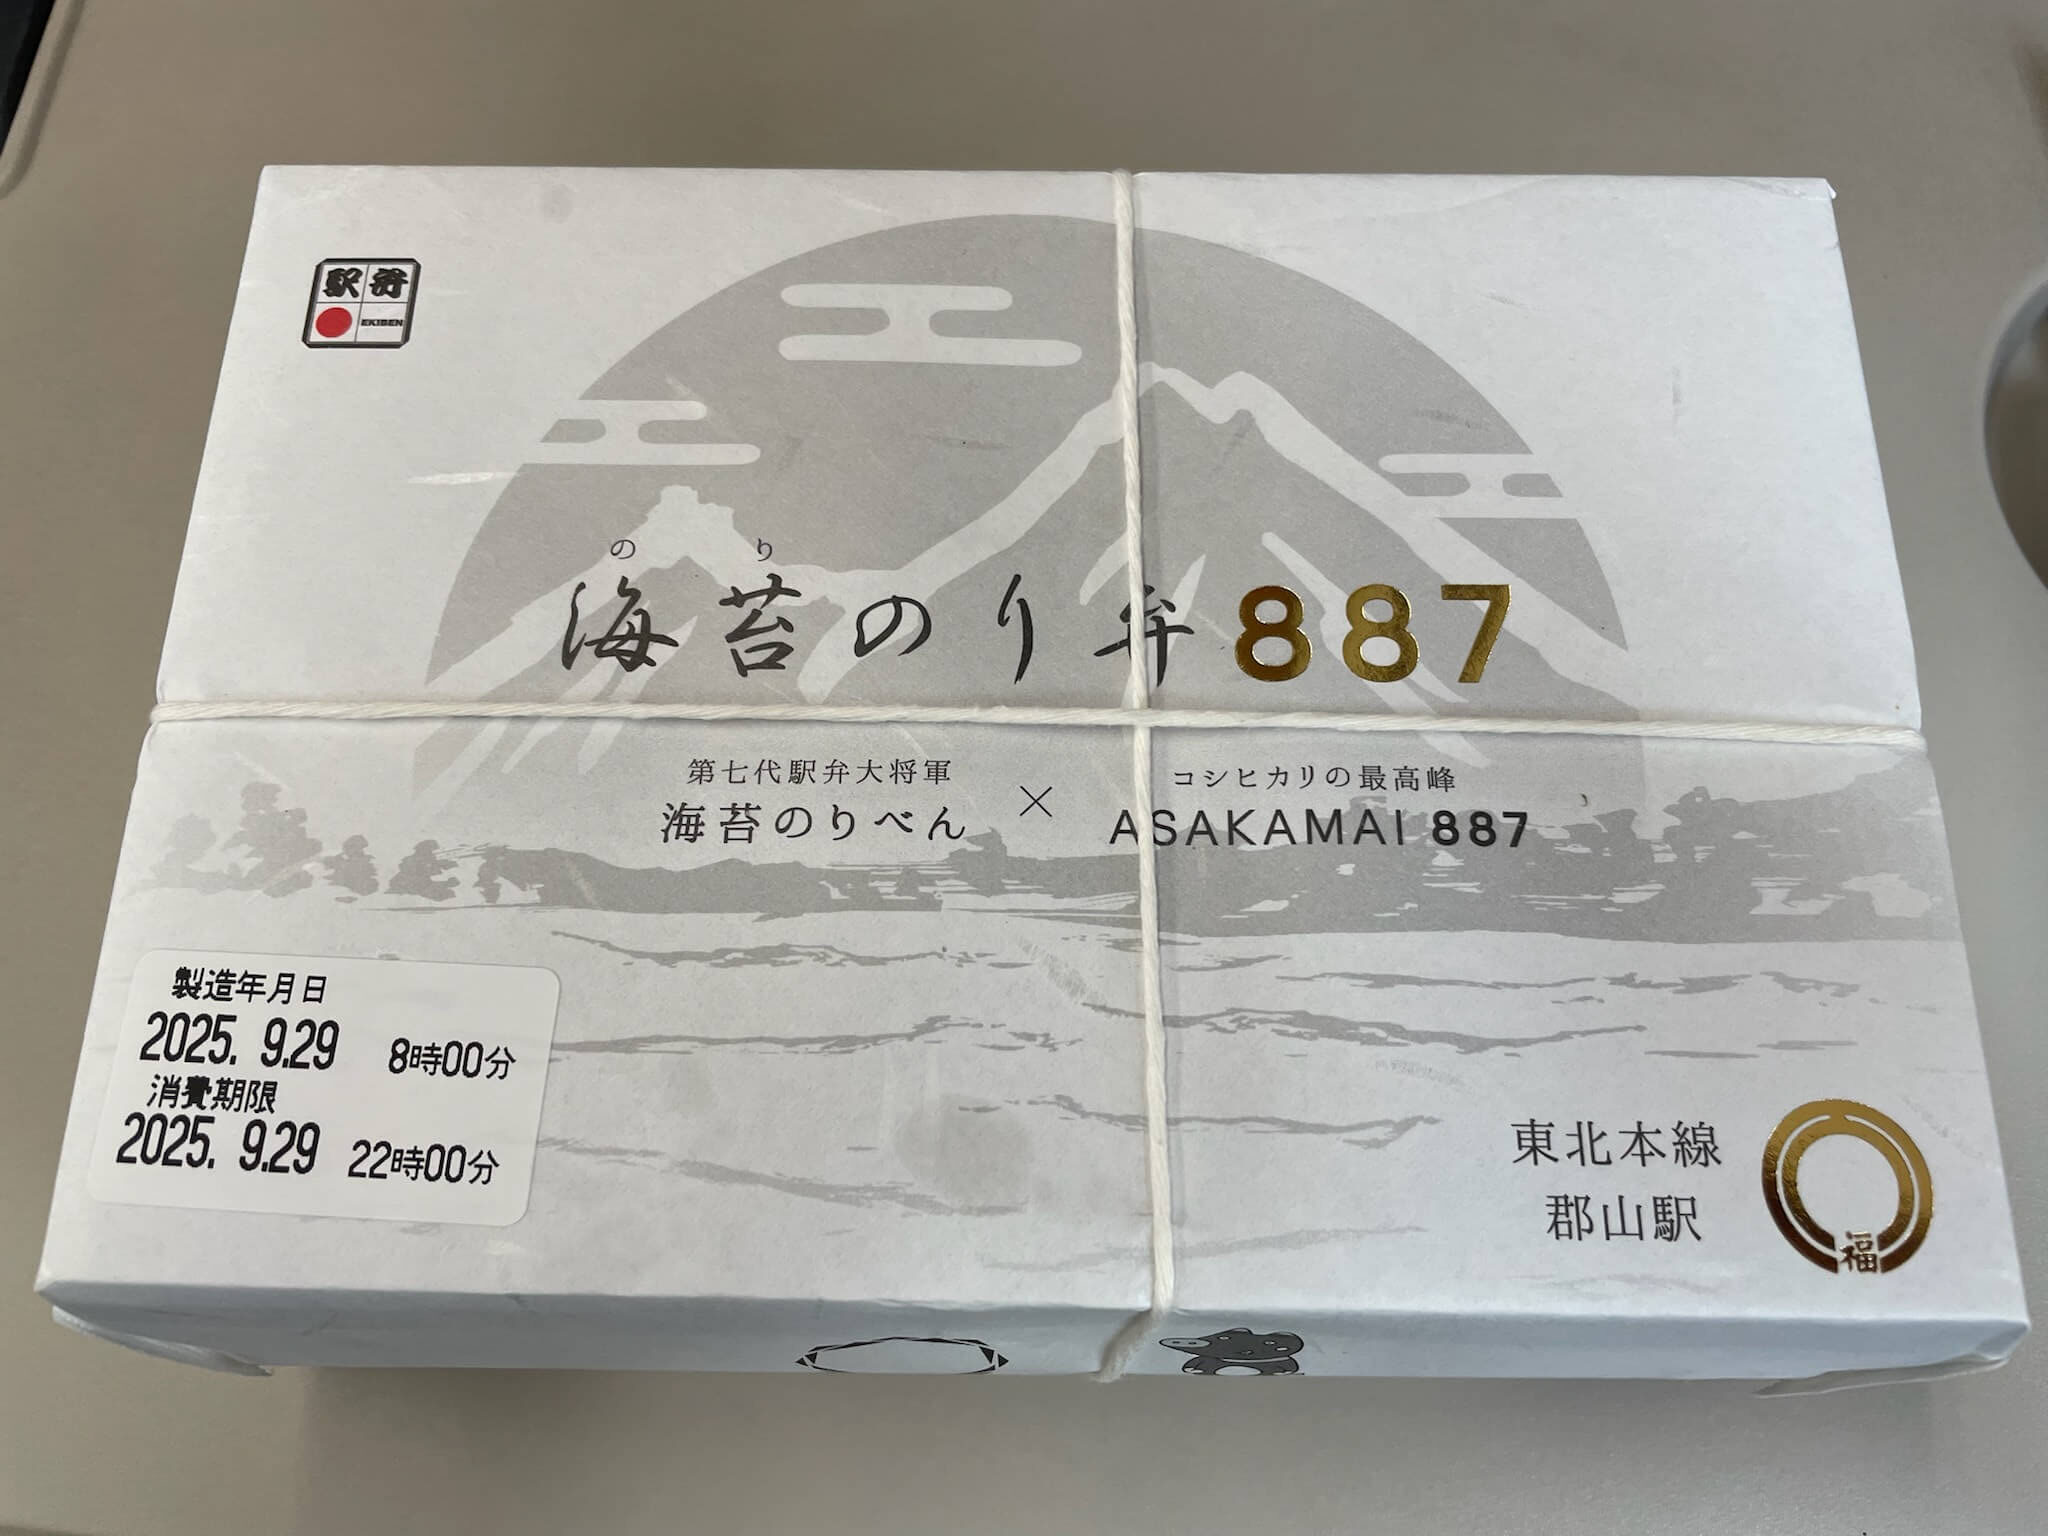 駅弁
EKIBEN
のり
海苔のり弁887
第七代駅弁大将軍
海苔のりべん
×
コシヒカリの最高峰
ASAKAMAI 887
製造年月日
2025. 9.29 8時00分
消費期限
2025. 9.29 22時00分
東北本線
郡山駅
福